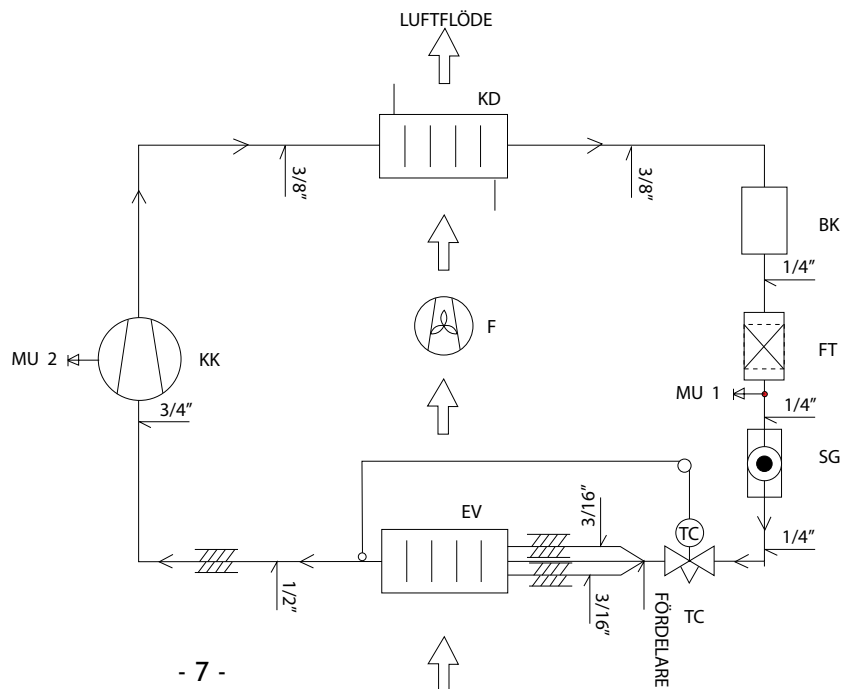 LUFTFLÖDE
KD
3/8”
3/8”
BK
1/4”
F
FT
MU 2
KK
MU 1
3/4”
1/4”
SG
EV
3/16”
TC
1/4”
1/2”
3/16”
FÖRDELARE
TC
- 7 -